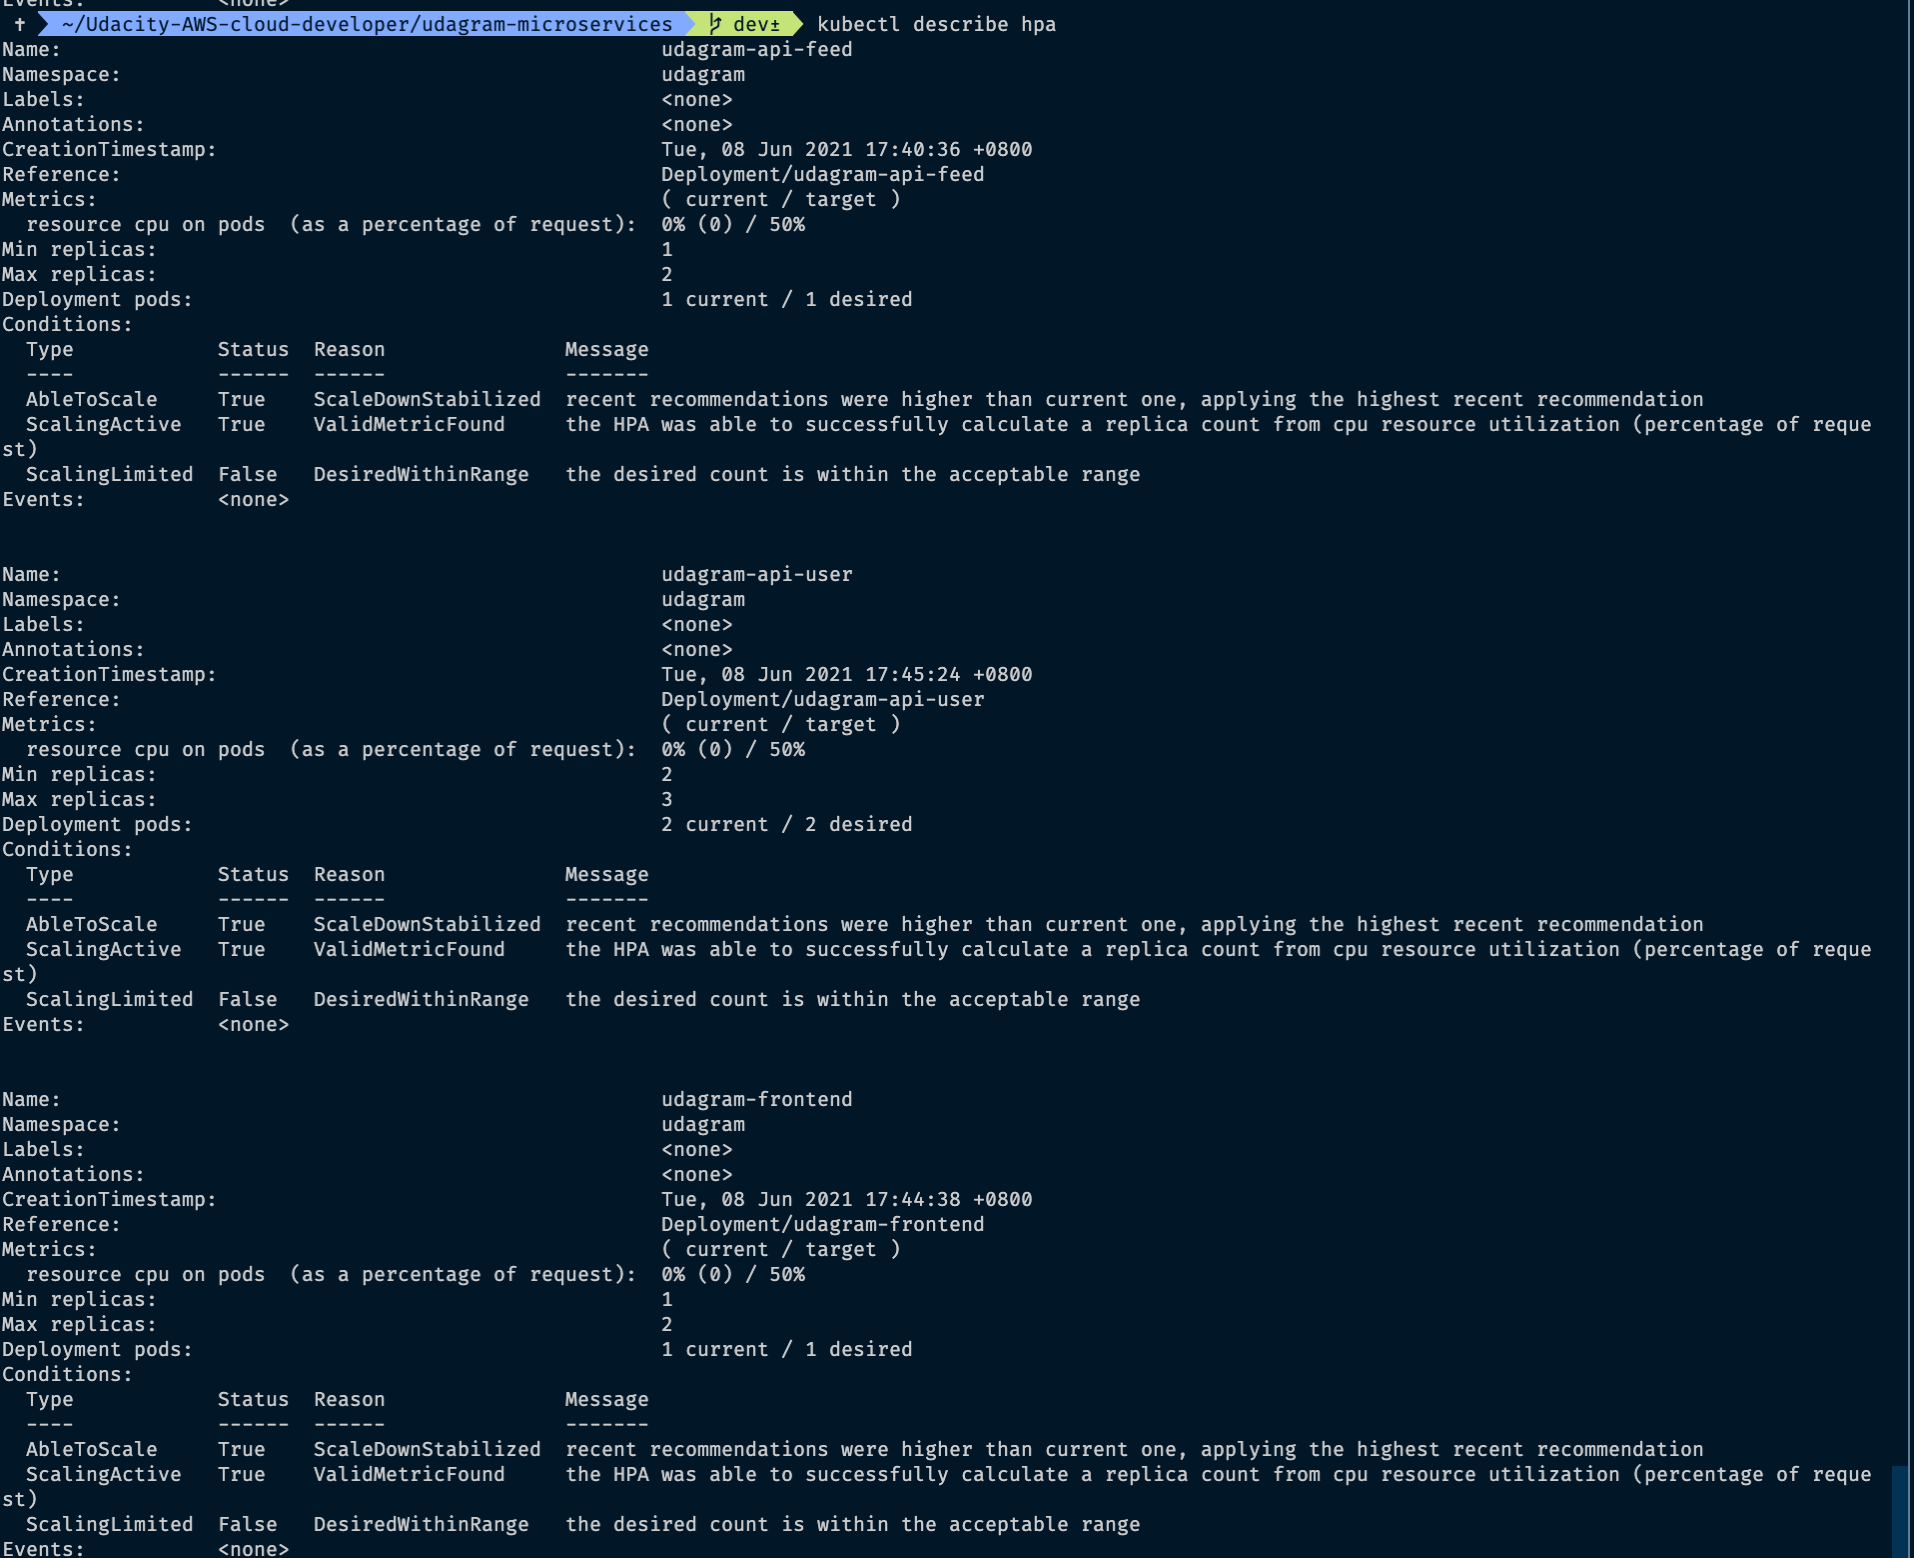 Events: <none>
~/Udacity-AWS-cloud-developer/udagram-microservices dev± kubectl describe hpa
Name: udagram-api-feed
Namespace: udagram
Labels: <none>
Annotations: <none>
CreationTimestamp: Tue, 08 Jun 2021 17:40:36 +0800
Reference: Deployment/udagram-api-feed
Metrics: ( current / target )
resource cpu on pods (as a percentage of request): 0% (0) / 50%
Min replicas: 1
Max replicas: 2
Deployment pods: 1 current / 1 desired
Conditions:
Type Status Reason Message
---- ------ ------ -------
AbleToScale True ScaleDownStabilized recent recommendations were higher than current one, applying the highest recent recommendation
ScalingActive True ValidMetricFound the HPA was able to successfully calculate a replica count from cpu resource utilization (percentage of reque
st)
ScalingLimited False DesiredWithinRange the desired count is within the acceptable range
Events: <none>
Name: udagram-api-user
Namespace: udagram
Labels: <none>
Annotations: <none>
CreationTimestamp: Tue, 08 Jun 2021 17:45:24 +0800
Reference: Deployment/udagram-api-user
Metrics: ( current / target )
resource cpu on pods (as a percentage of request): 0% (0) / 50%
Min replicas: 2
Max replicas: 3
Deployment pods: 2 current / 2 desired
Conditions:
Type Status Reason Message
---- ------ ------ -------
AbleToScale True ScaleDownStabilized recent recommendations were higher than current one, applying the highest recent recommendation
ScalingActive True ValidMetricFound the HPA was able to successfully calculate a replica count from cpu resource utilization (percentage of reque
st)
ScalingLimited False DesiredWithinRange the desired count is within the acceptable range
Events: <none>
Name: udagram-frontend
Namespace: udagram
Labels: <none>
Annotations: <none>
CreationTimestamp: Tue, 08 Jun 2021 17:44:38 +0800
Reference: Deployment/udagram-frontend
Metrics: ( current / target )
resource cpu on pods (as a percentage of request): 0% (0) / 50%
Min replicas: 1
Max replicas: 2
Deployment pods: 1 current / 1 desired
Conditions:
Type Status Reason Message
---- ------ ------ -------
AbleToScale True ScaleDownStabilized recent recommendations were higher than current one, applying the highest recent recommendation
ScalingActive True ValidMetricFound the HPA was able to successfully calculate a replica count from cpu resource utilization (percentage of reque
st)
ScalingLimited False DesiredWithinRange the desired count is within the acceptable range
Events: <none>